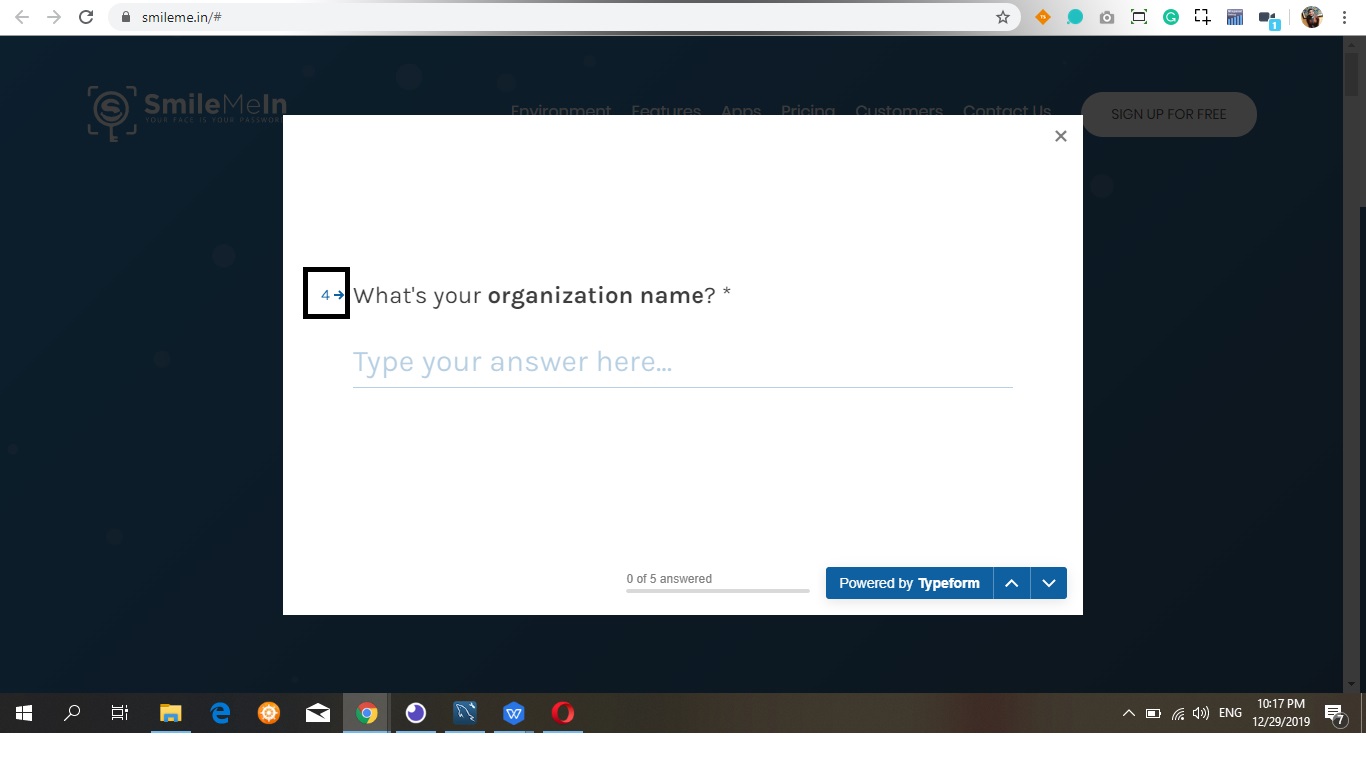 smileme.in/#
1
SmileMeIn
YOUR FACE IS YOUR PASSWORD
Environment Features Apps Pricing Customers Contact Us SIGN UP FOR FREE
4 → What's your organization name? *
Type your answer here...
0 of 5 answered
Powered by Typeform
ENG
10:17 PM
12/29/2019
7